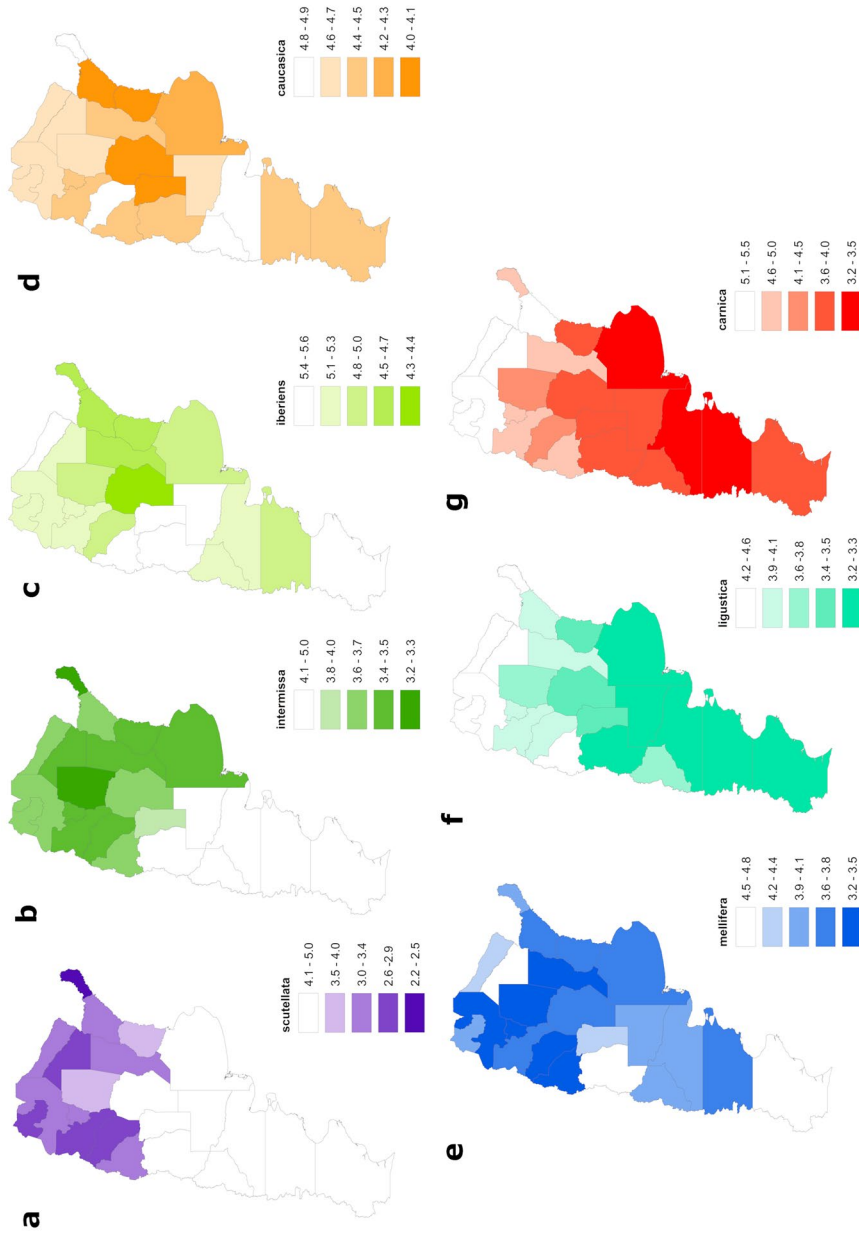 a
scutellata
4.1 - 5.0
3.5 - 4.0
3.0 - 3.4
2.6 -2.9
2.2 - 2.5
b
intermissa
4.1 - 5.0
3.8 - 4.0
3.6 - 3.7
3.4 - 3.5
3.2 - 3.3
c
iberiens
5.4 - 5.6
5.1 - 5.3
4.8 - 5.0
4.5 - 4.7
4.3 - 4.4
d
caucasica
4.8 - 4.9
4.6 - 4.7
4.4 - 4.5
4.2 - 4.3
4.0 - 4.1
e
mellifera
4.5 - 4.8
4.2 - 4.4
3.9 - 4.1
3.6 - 3.8
3.2 - 3.5
f
ligustica
4.2 - 4.6
3.9 - 4.1
3.6 -3.8
3.4 - 3.5
3.2 - 3.3
g
carnica
5.1 - 5.5
4.6 - 5.0
4.1 - 4.5
3.6 - 4.0
3.2 - 3.5